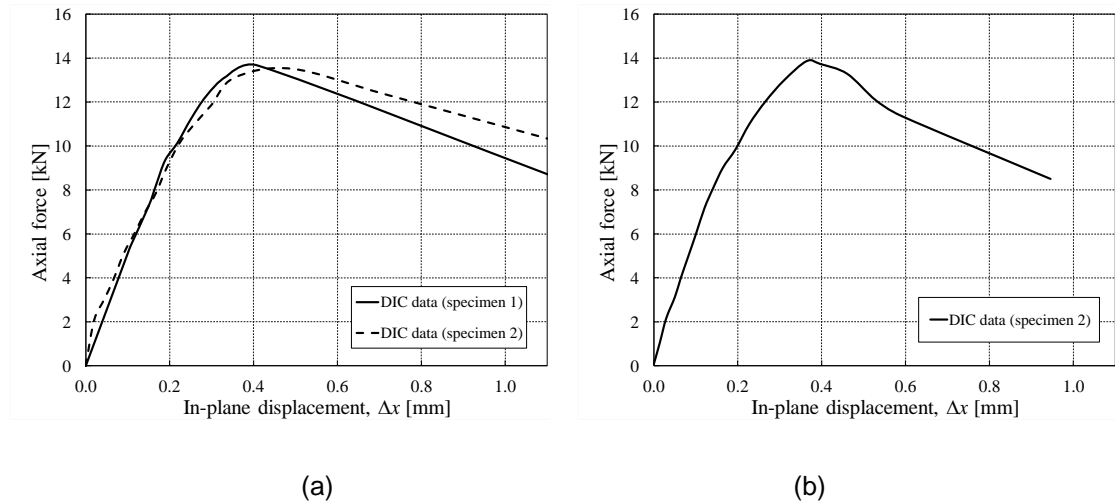 16
14
12
10
8
6
4
2
0
Axial force [kN]
DIC data (specimen 1)
DIC data (specimen 2)
0.0 0.2 0.4 0.6 0.8 1.0
In-plane displacement, Δx [mm]
(a)
16
14
12
10
8
6
4
2
0
Axial force [kN]
DIC data (specimen 2)
0.0 0.2 0.4 0.6 0.8 1.0
In-plane displacement, Δx [mm]
(b)